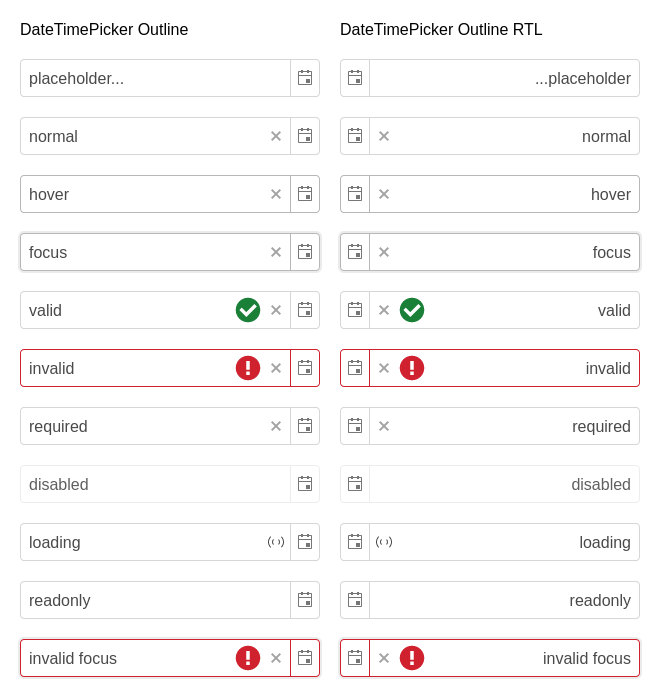 DateTimePicker Outline
placeholder...
normal
hover
focus
valid
invalid
required
disabled
loading
readonly
invalid focus
DateTimePicker Outline RTL
...placeholder
normal
hover
focus
valid
invalid
required
disabled
loading
readonly
invalid focus